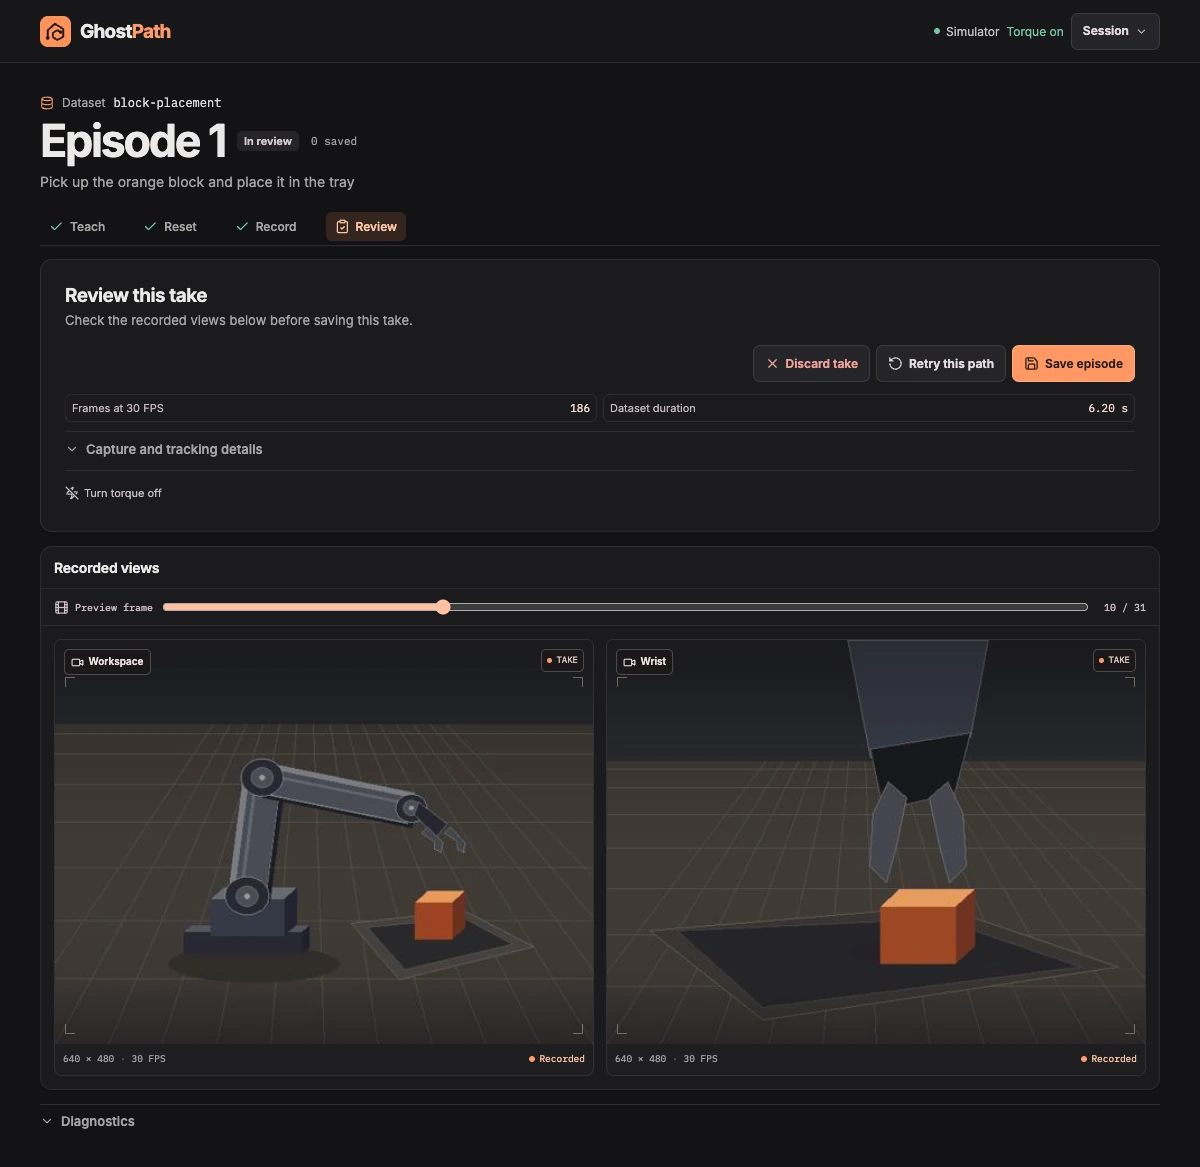 GhostPath
Simulator Torque on Session
Dataset block-placement
Episode 1 In review 0 saved
Pick up the orange block and place it in the tray
Teach Reset Record Review
Review this take
Check the recorded views below before saving this take.
Discard take Retry this path Save episode
Frames at 30 FPS 186 Dataset duration 6.20 s
Capture and tracking details
Turn torque off
Recorded views
Preview frame 10 / 31
Workspace TAKE Wrist TAKE
640 × 480 · 30 FPS Recorded 640 × 480 · 30 FPS Recorded
Diagnostics